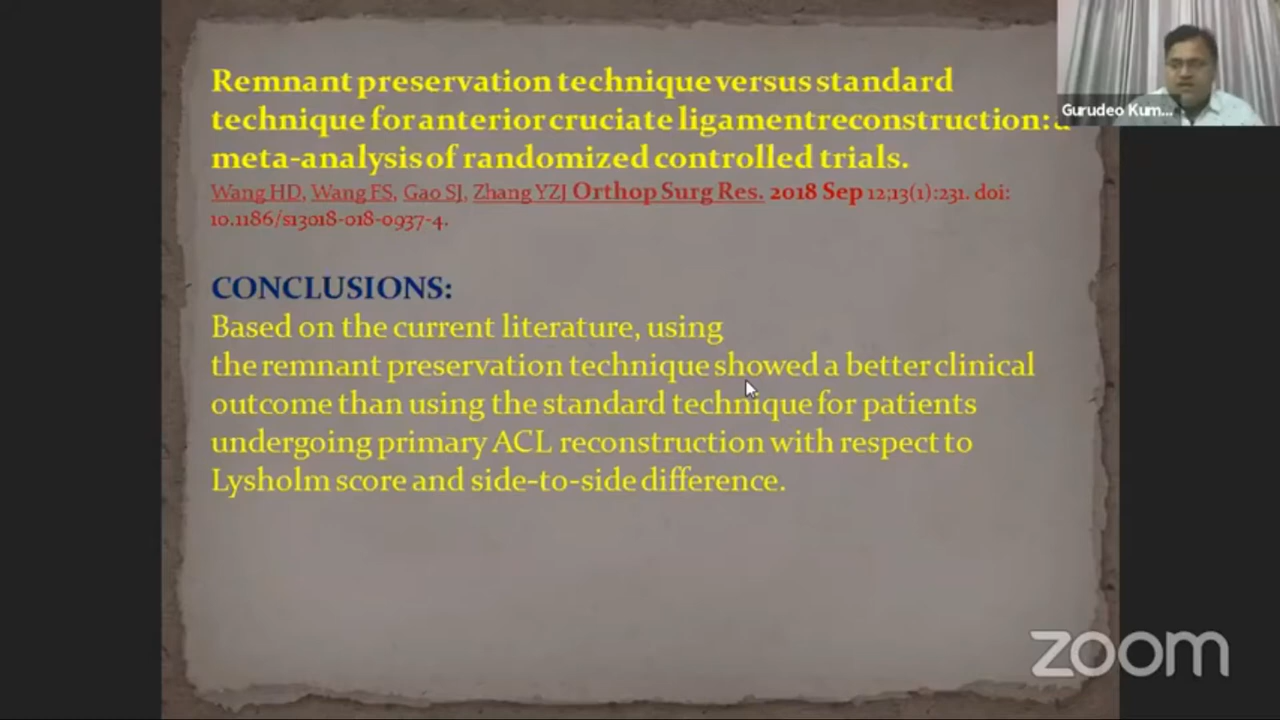 Remnant preservation technique versus standard
technique for anterior cruciate ligament reconstruction: a
meta-analysis of randomized controlled trials.
Wang HD, Wang FS, Gao SJ, Zhang YZJ Orthop Surg Res. 2018 Sep 12;13(1):231. doi:
10.1186/s13018-018-0937-4.
CONCLUSIONS:
Based on the current literature, using
the remnant preservation technique showed a better clinical
outcome than using the standard technique for patients
undergoing primary ACL reconstruction with respect to
Lysholm score and side-to-side difference.
Gurudeo Kum...
zoom